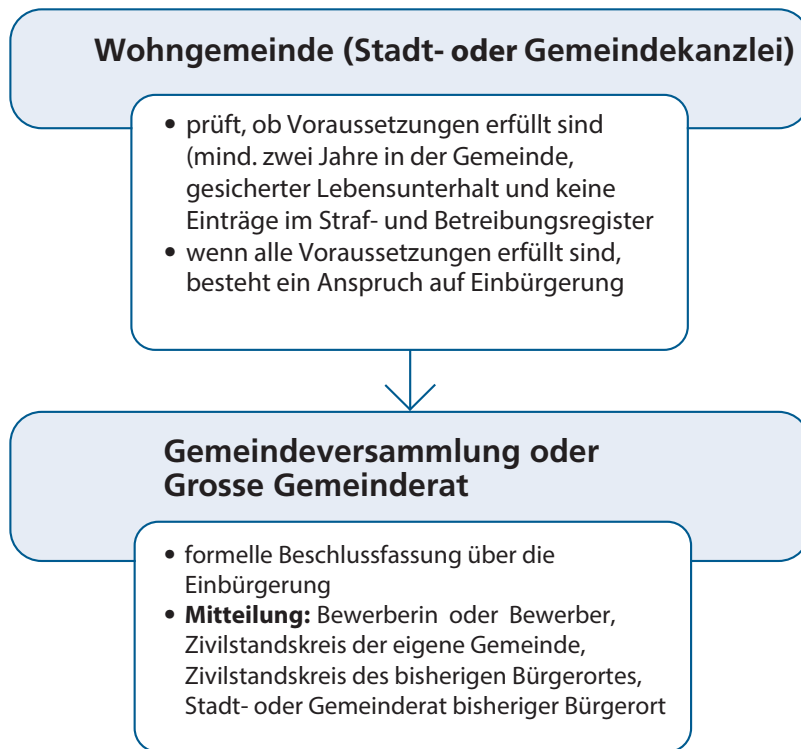 Wohngemeinde (Stadt- oder Gemeindekanzlei)
• prüft, ob Voraussetzungen erfüllt sind
(mind. zwei Jahre in der Gemeinde,
gesicherter Lebensunterhalt und keine
Einträge im Straf- und Betreibungsregister
• wenn alle Voraussetzungen erfüllt sind,
besteht ein Anspruch auf Einbürgerung
Gemeindeversammlung oder
Grosse Gemeinderat
• formelle Beschlussfassung über die
Einbürgerung
• Mitteilung: Bewerberin oder Bewerber,
Zivilstandskreis der eigene Gemeinde,
Zivilstandskreis des bisherigen Bürgerortes,
Stadt- oder Gemeinderat bisheriger Bürgerort